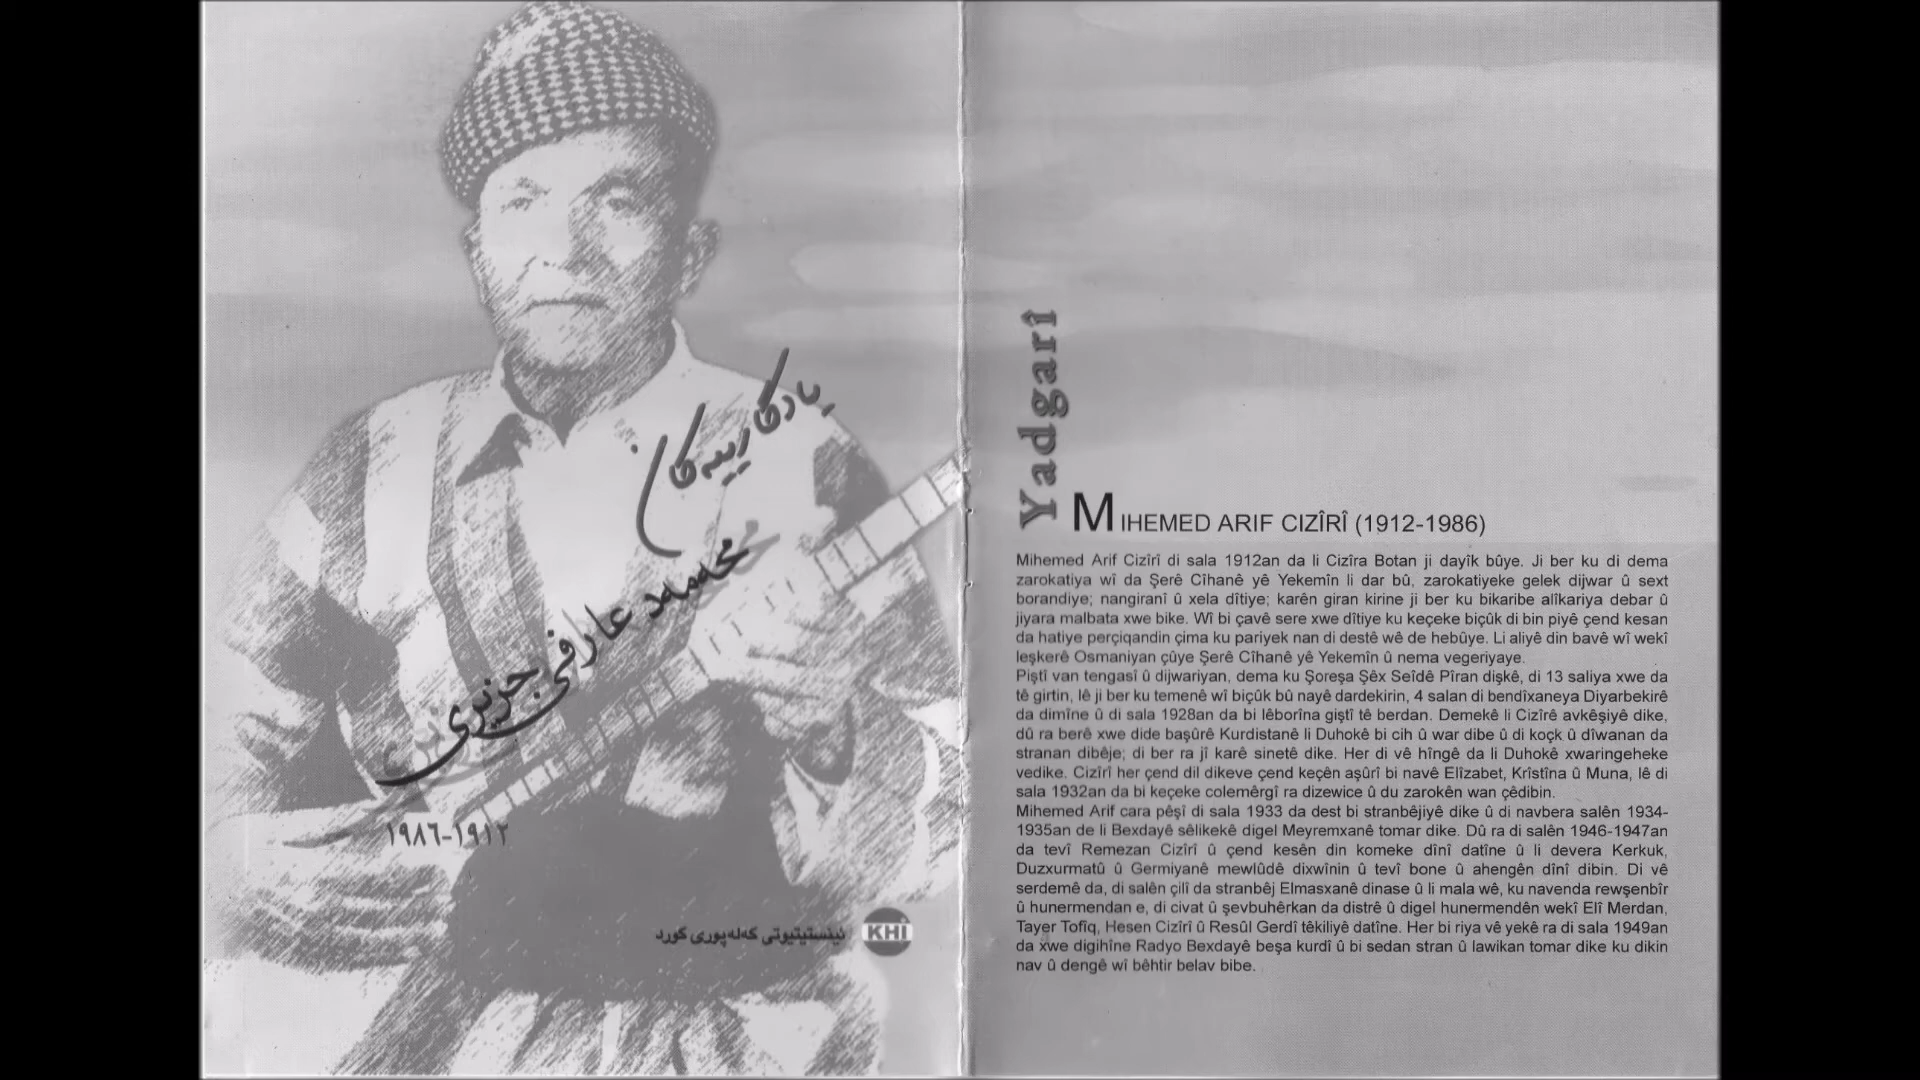 یادگارییەکان
محەمەد عارفی جزیری
١٩١٢-١٩٨٦
ئینستیتیوتی کەلەپوری کورد
KHI
Yadgarî
MIHEMED ARIF CIZÎRÎ (1912-1986)
Mihemed Arif Cizîrî di sala 1912an da li Cizîra Botan ji dayîk bûye. Ji ber ku di dema
zarokatiya wî da Şerê Cîhanê yê Yekemîn li dar bû, zarokatiyeke gelek dijwar û sext
borandiye; nangiranî û xela dîtiye; karên giran kirine ji ber ku bikaribe alîkariya debar û
jiyara malbata xwe bike. Wî bi çavê sere xwe dîtiye ku keçeke biçûk di bin piyê çend kesan
da hatiye perçiqandin çima ku pariyek nan di destê wê de hebûye. Li aliyê din bavê wî wekî
leşkerê Osmaniyan çûye Şerê Cîhanê yê Yekemîn û nema vegeriyaye.
Piştî van tengasî û dijwariyan, dema ku Şoreşa Şêx Seîdê Pîran dişkê, di 13 saliya xwe da
tê girtin, lê ji ber ku temenê wî biçûk bû nayê dardekirin, 4 salan di bendîxaneya Diyarbekirê
da dimîne û di sala 1928an da bi lêborîna giştî tê berdan. Demekê li Cizîrê avkêşiyê dike,
dû ra berê xwe dide başûrê Kurdistanê li Duhokê bi cih û war dibe û di koçk û dîwanan da
stranan dibêje; di ber ra jî karê sinetê dike. Her di vê hîngê da li Duhokê xwaringeheke
vedike. Cizîrî her çend dil dikeve çend keçên aşûrî bi navê Elîzabet, Krîstîna û Muna, lê di
sala 1932an da bi keçeke colemêrgî ra dizewice û du zarokên wan çêdibin.
Mihemed Arif cara pêşî di sala 1933 da dest bi stranbêjiyê dike û di navbera salên 1934-
1935an de li Bexdayê sêlikekê digel Meyremxanê tomar dike. Dû ra di salên 1946-1947an
da tevî Remezan Cizîrî û çend kesên din komeke dînî datîne û li devera Kerkuk,
Duzxurmatû û Germiyanê mewlûdê dixwînin û tevî bone û ahengên dînî dibin. Di vê
serdemê da, di salên çilî da stranbêj Elmasxanê dinase û li mala wê, ku navenda rewşenbîr
û hunermendan e, di civat û şevbuhêrkan da distrê û digel hunermendên wekî Elî Merdan,
Tayer Tofîq, Hesen Cizîrî û Resûl Gerdî têkiliyê datîne. Her bi riya vê yekê ra di sala 1949an
da xwe digihîne Radyo Bexdayê beşa kurdî û bi sedan stran û lawikan tomar dike ku dikin
nav û dengê wî bêhtir belav bibe.